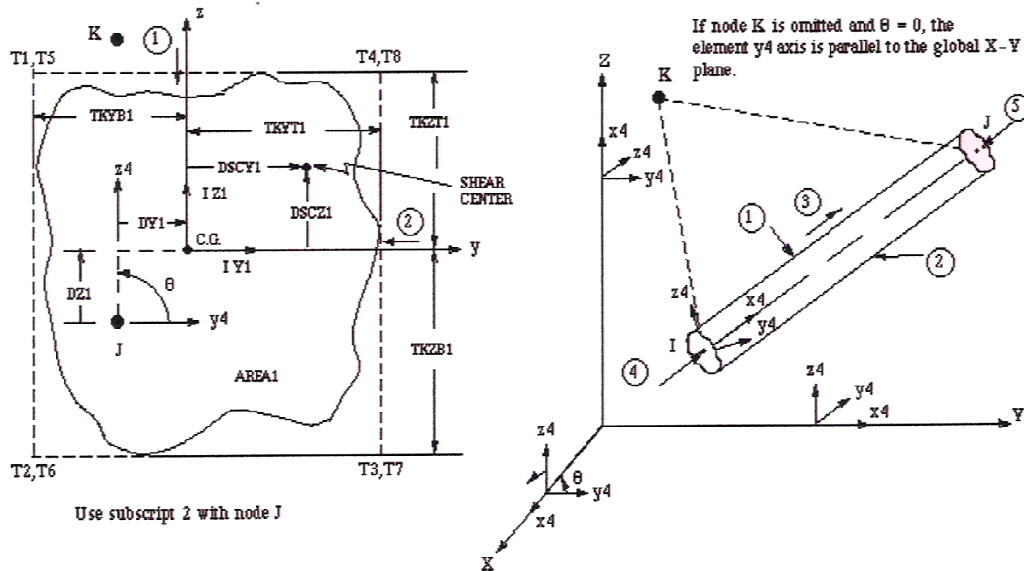 If node K is omitted and θ = 0, the
element y4 axis is parallel to the global X-Y
plane.
z
K
1
T1,T5
T4,T8
TKYB1
TKYT1
TKZT1
z4
DSCY1
SHEAR
CENTER
I Z1
DSCZ1
DY1
2
C.G.
y
I Y1
DZ1
θ
y4
J
TKZB1
AREA1
T2,T6
T3,T7
Use subscript 2 with node J
Z
K
5
J
x4
z4
y4
3
1
2
z4
x4
y4
I
4
z4
y4
x4
Y
z4
θ
y4
x4
X